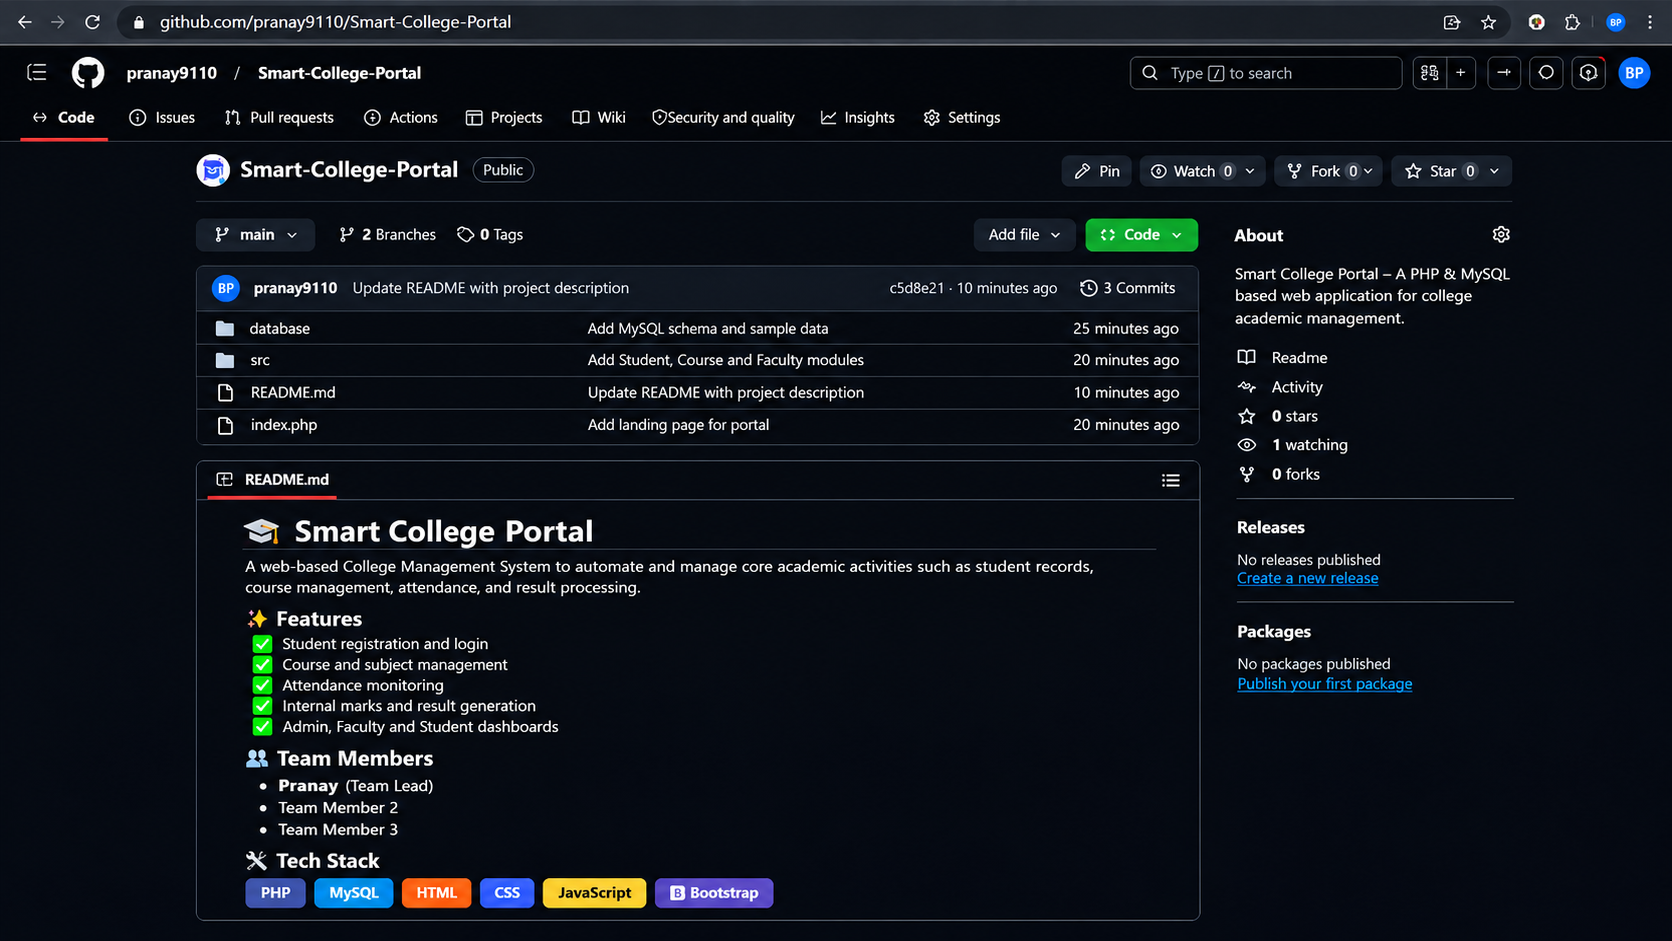 github.com/pranay9110/Smart-College-Portal
BP
pranay9110 / Smart-College-Portal
Type / to search
BP
Code
Issues
Pull requests
Actions
Projects
Wiki
Security and quality
Insights
Settings
Smart-College-Portal Public
Pin
Watch 0
Fork 0
Star 0
main
2 Branches
0 Tags
Add file
Code
BP pranay9110 Update README with project description c5d8e21 · 10 minutes ago 3 Commits
database Add MySQL schema and sample data 25 minutes ago
src Add Student, Course and Faculty modules 20 minutes ago
README.md Update README with project description 10 minutes ago
index.php Add landing page for portal 20 minutes ago
README.md
Smart College Portal
A web-based College Management System to automate and manage core academic activities such as student records,
course management, attendance, and result processing.
Features
Student registration and login
Course and subject management
Attendance monitoring
Internal marks and result generation
Admin, Faculty and Student dashboards
Team Members
Pranay (Team Lead)
Team Member 2
Team Member 3
Tech Stack
PHP MySQL HTML CSS JavaScript B Bootstrap
About
Smart College Portal – A PHP & MySQL
based web application for college
academic management.
Readme
Activity
0 stars
1 watching
0 forks
Releases
No releases published
Create a new release
Packages
No packages published
Publish your first package